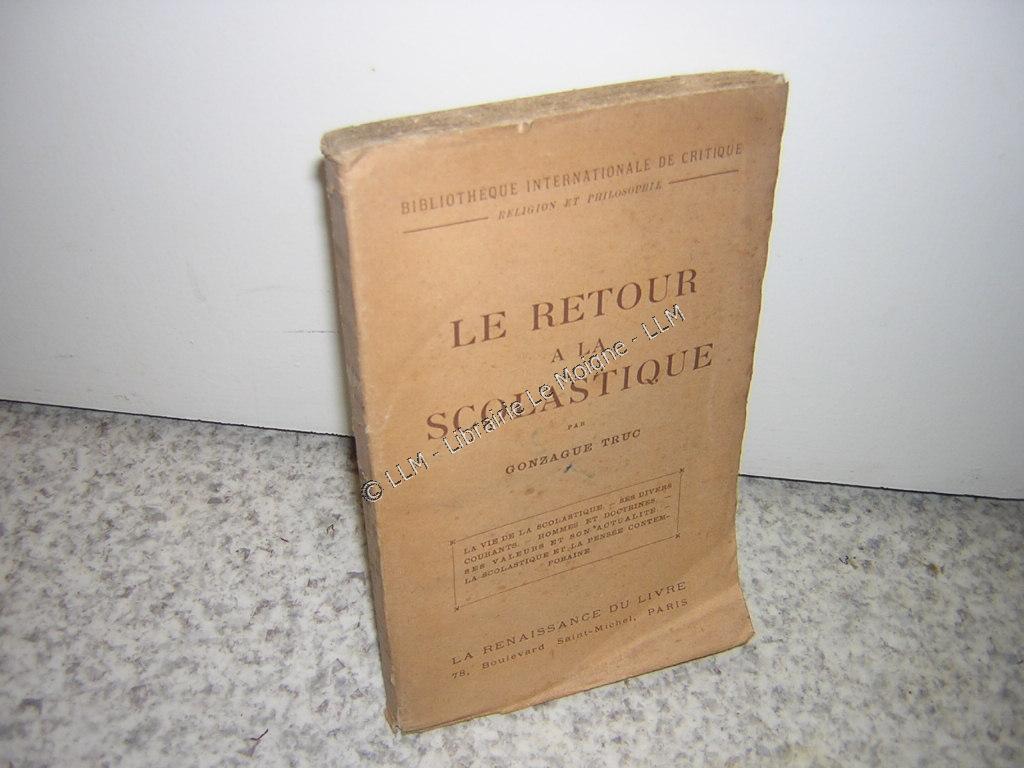 BIBLIOTHÈQUE INTERNATIONALE DE CRITIQUE
RELIGION ET PHILOSOPHIE
LE RETOUR
A LA
SCOLASTIQUE
PAR
GONZAGUE TRUC
LA VIE DE LA SCOLASTIQUE. – SES DIVERS
COURANTS. – HOMMES ET DOCTRINES. –
SES VALEURS ET SON ACTUALITÉ. –
LA SCOLASTIQUE ET LA PENSÉE CONTEM-
PORAINE
LA RENAISSANCE DU LIVRE
78, Boulevard Saint-Michel, PARIS
© LLM - Librairie Le Moigne - LLM